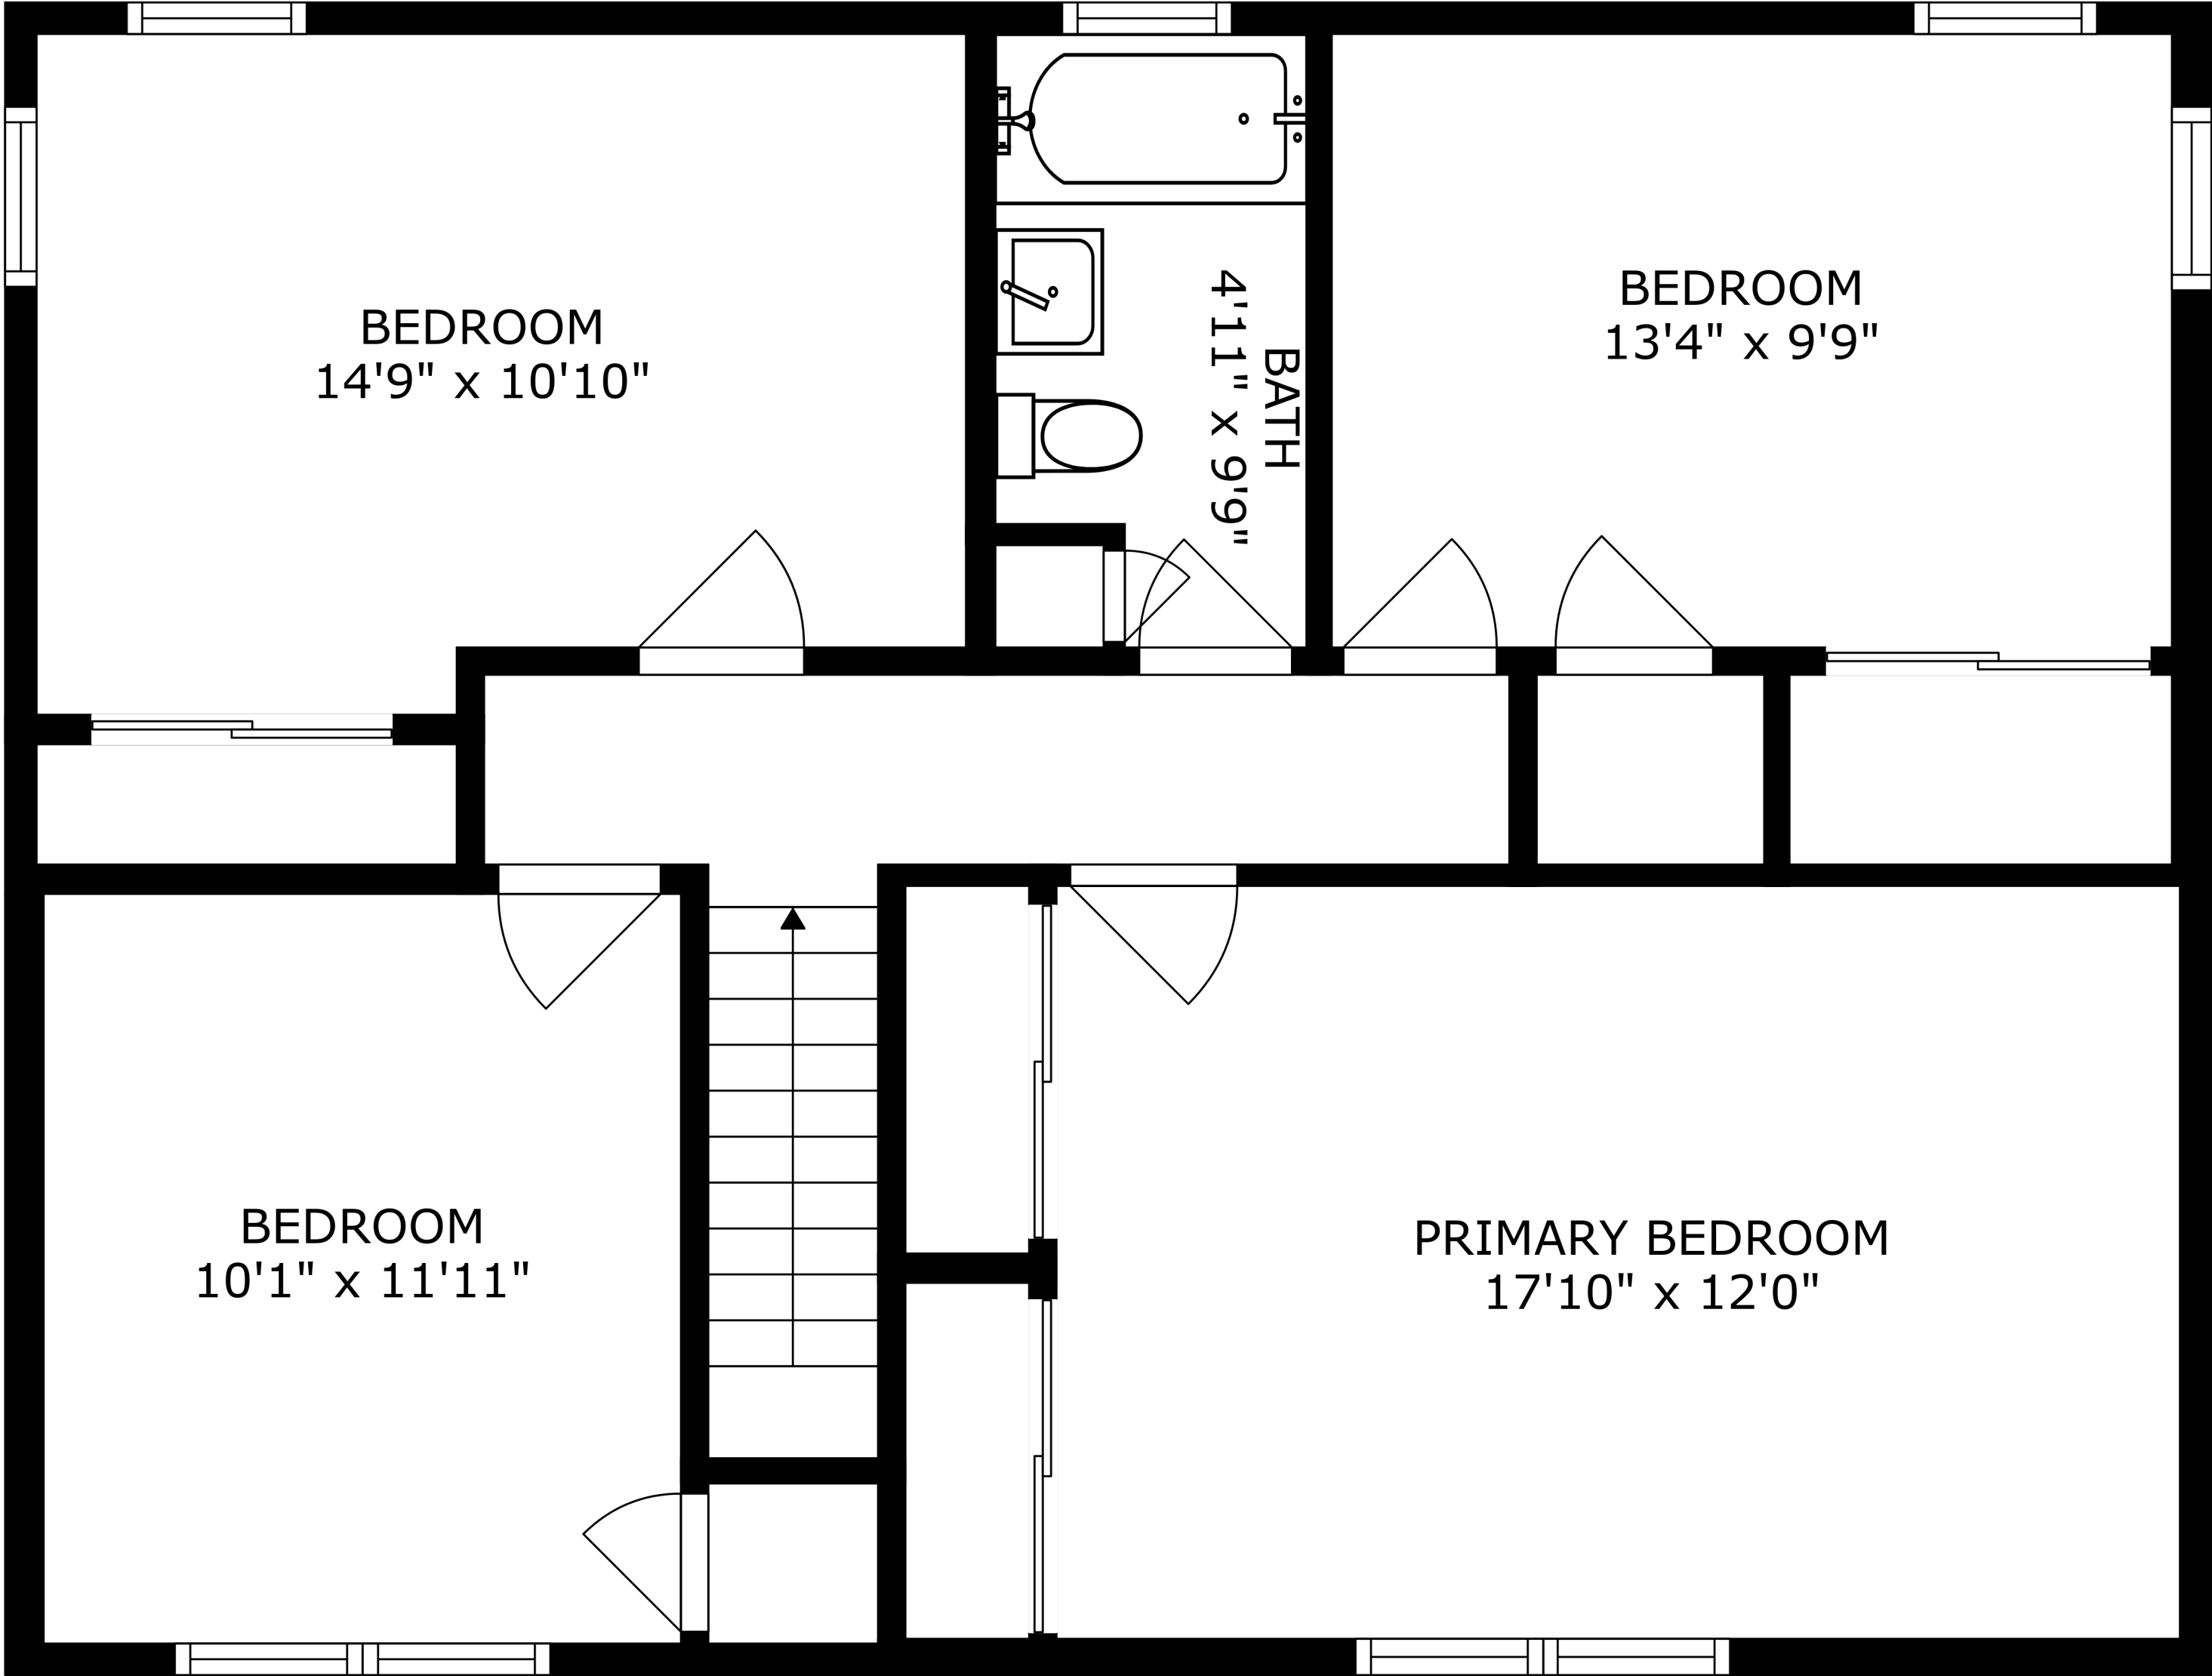 BEDROOM
14'9" x 10'10"
BATH
4'11" x 9'9"
BEDROOM
13'4" x 9'9"
BEDROOM
10'1" x 11'11"
PRIMARY BEDROOM
17'10" x 12'0"